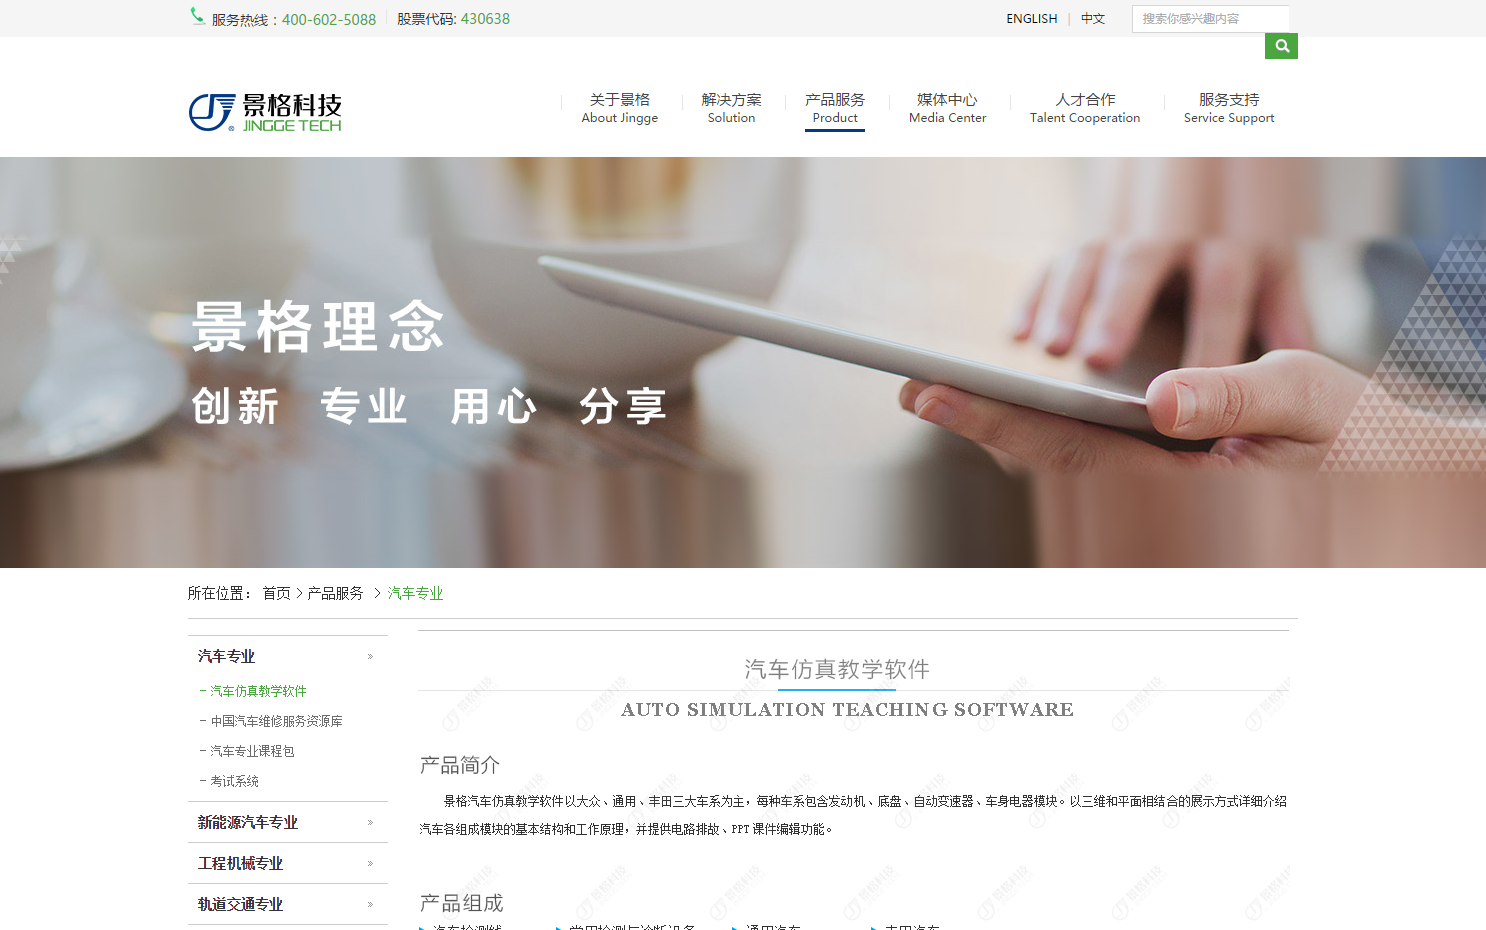 服务热线：400-602-5088 股票代码: 430638
ENGLISH | 中文
搜索你感兴趣内容
景格科技
JINGGE TECH
关于景格 解决方案 产品服务 媒体中心 人才合作 服务支持
About Jingge Solution Product Media Center Talent Cooperation Service Support
景格理念
创新 专业 用心 分享
所在位置： 首页 > 产品服务 > 汽车专业
汽车专业 »
- 汽车仿真教学软件
- 中国汽车维修服务资源库
- 汽车专业课程包
- 考试系统
新能源汽车专业 »
工程机械专业 »
轨道交通专业 »
汽车仿真教学软件
AUTO SIMULATION TEACHING SOFTWARE
产品简介
景格汽车仿真教学软件以大众、通用、丰田三大车系为主，每种车系包含发动机、底盘、自动变速器、车身电器模块。以三维和平面相结合的展示方式详细介绍
汽车各组成模块的基本结构和工作原理，并提供电路排故、PPT 课件编辑功能。
产品组成